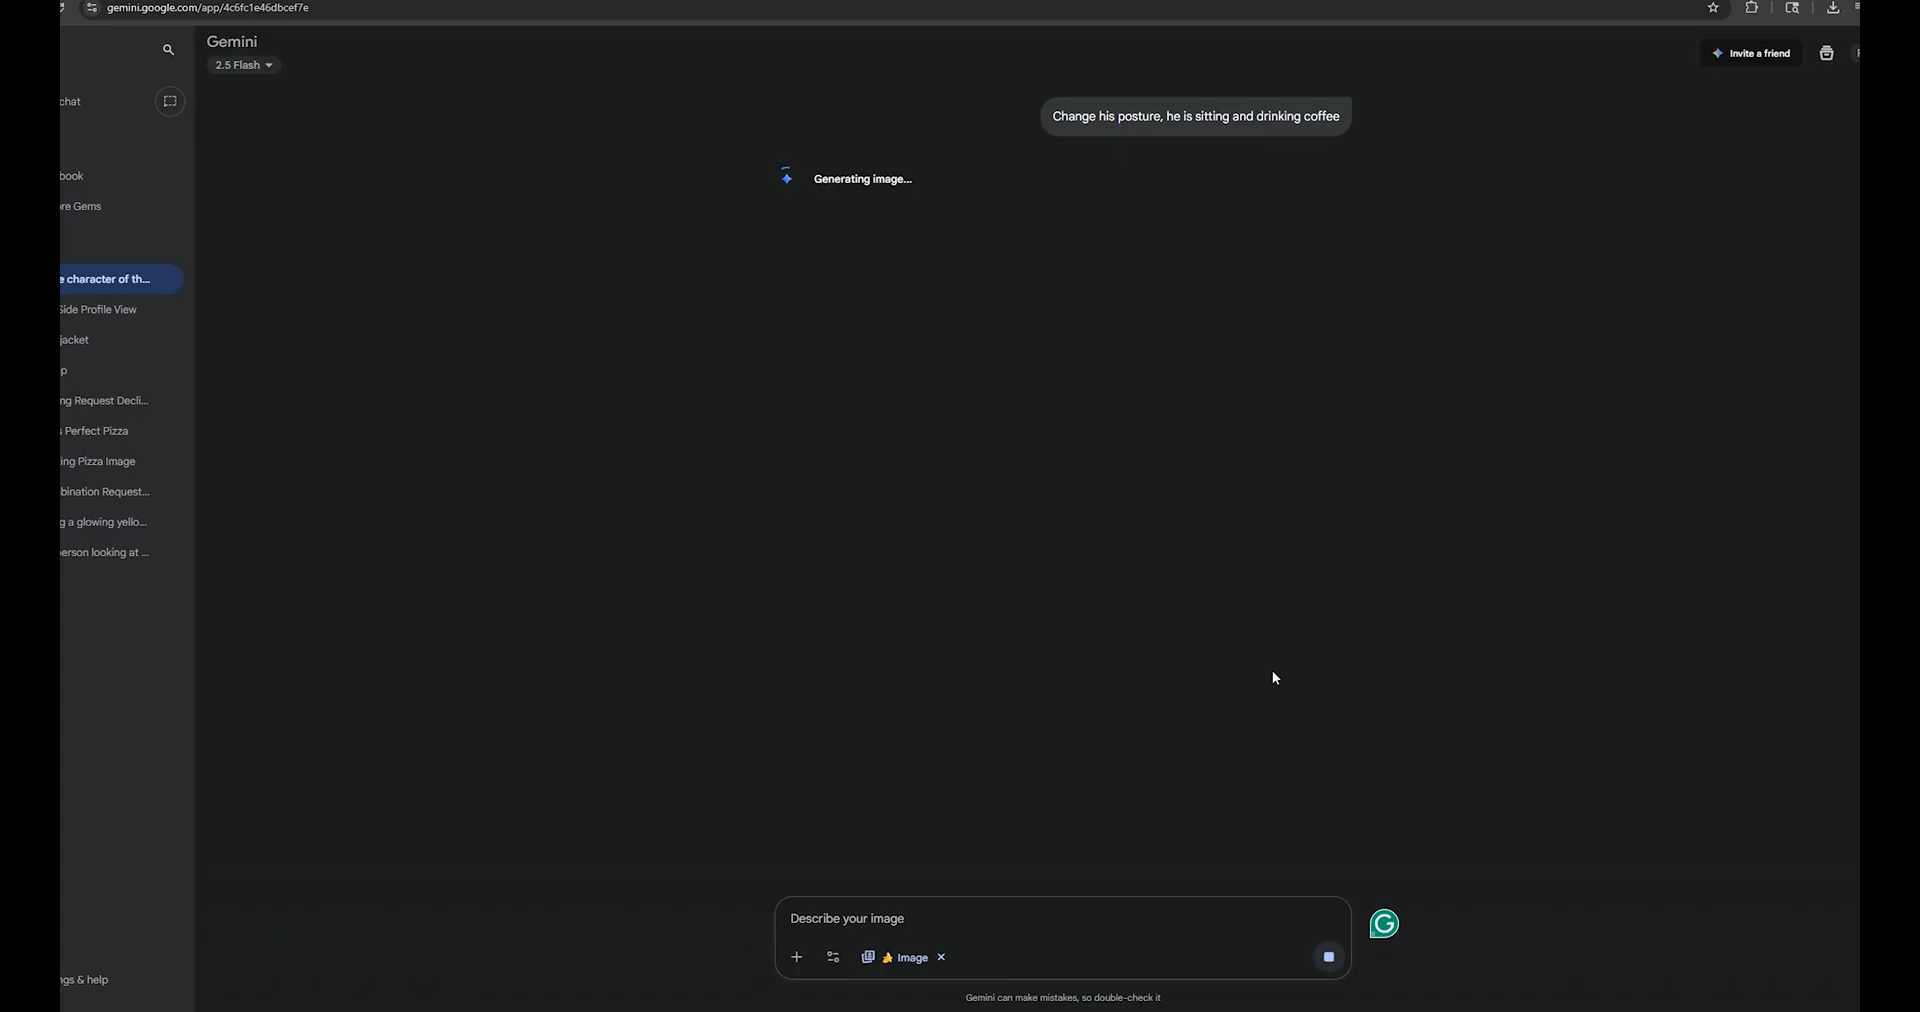 gemini.google.com/app/4c6fc1e46dbcef7e
Gemini
2.5 Flash
Invite a friend
chat
book
re Gems
e character of th...
Side Profile View
jacket
p
ng Request Decli...
s Perfect Pizza
ing Pizza Image
bination Request...
g a glowing yello...
erson looking at ...
ngs & help
Change his posture, he is sitting and drinking coffee
Generating image...
Describe your image
Image
G
Gemini can make mistakes, so double-check it